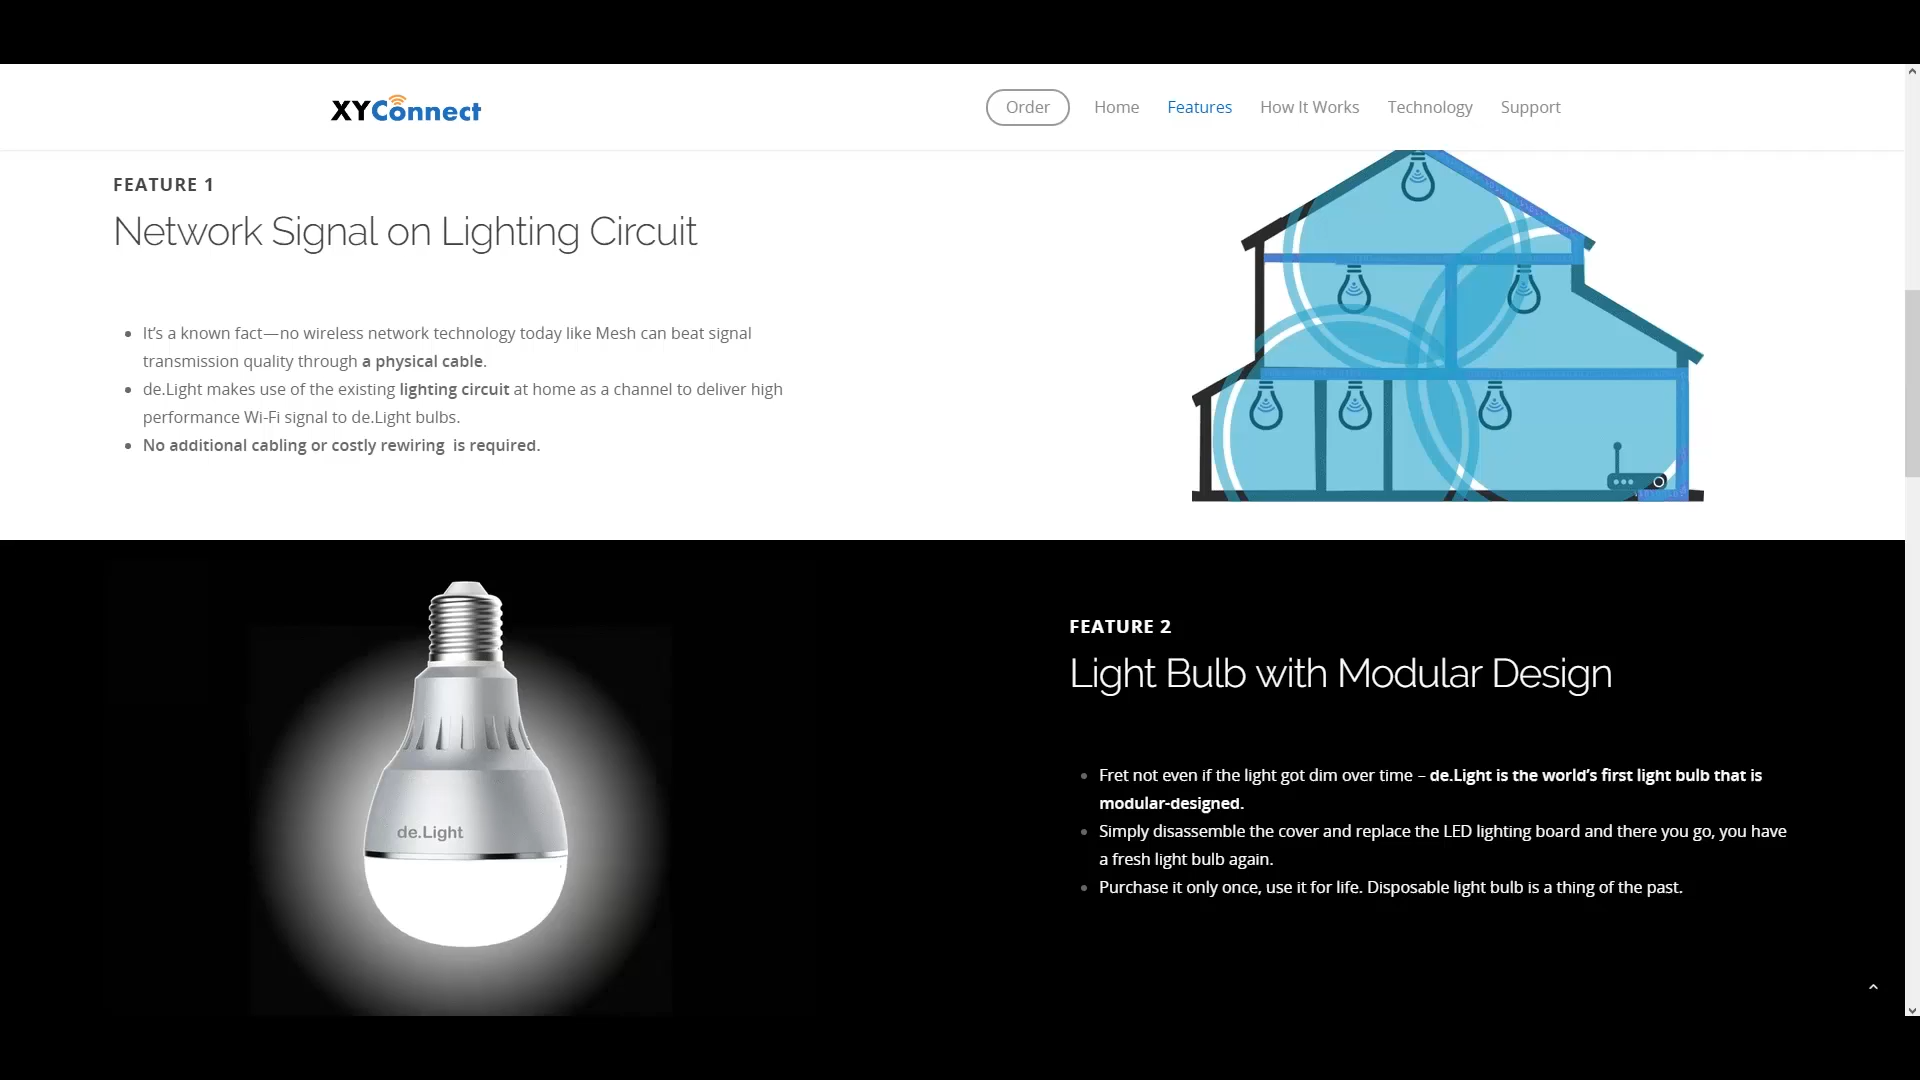 XYConnect
Order
Home
Features
How It Works
Technology
Support
FEATURE 1
Network Signal on Lighting Circuit
It’s a known fact—no wireless network technology today like Mesh can beat signal
transmission quality through a physical cable.
de.Light makes use of the existing lighting circuit at home as a channel to deliver high
performance Wi-Fi signal to de.Light bulbs.
No additional cabling or costly rewiring  is required.
de.Light
FEATURE 2
Light Bulb with Modular Design
Fret not even if the light got dim over time – de.Light is the world’s first light bulb that is
modular-designed.
Simply disassemble the cover and replace the LED lighting board and there you go, you have
a fresh light bulb again.
Purchase it only once, use it for life. Disposable light bulb is a thing of the past.